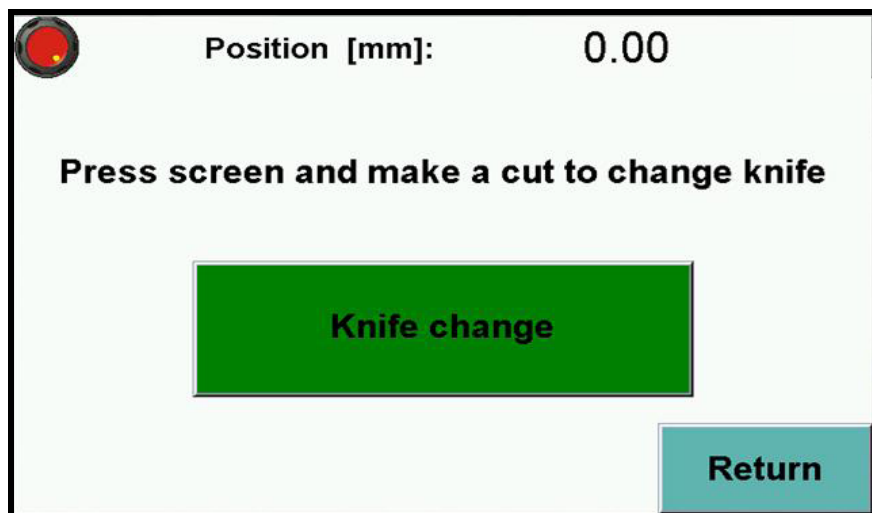 Position [mm]: 0.00
Press screen and make a cut to change knife
Knife change
Return